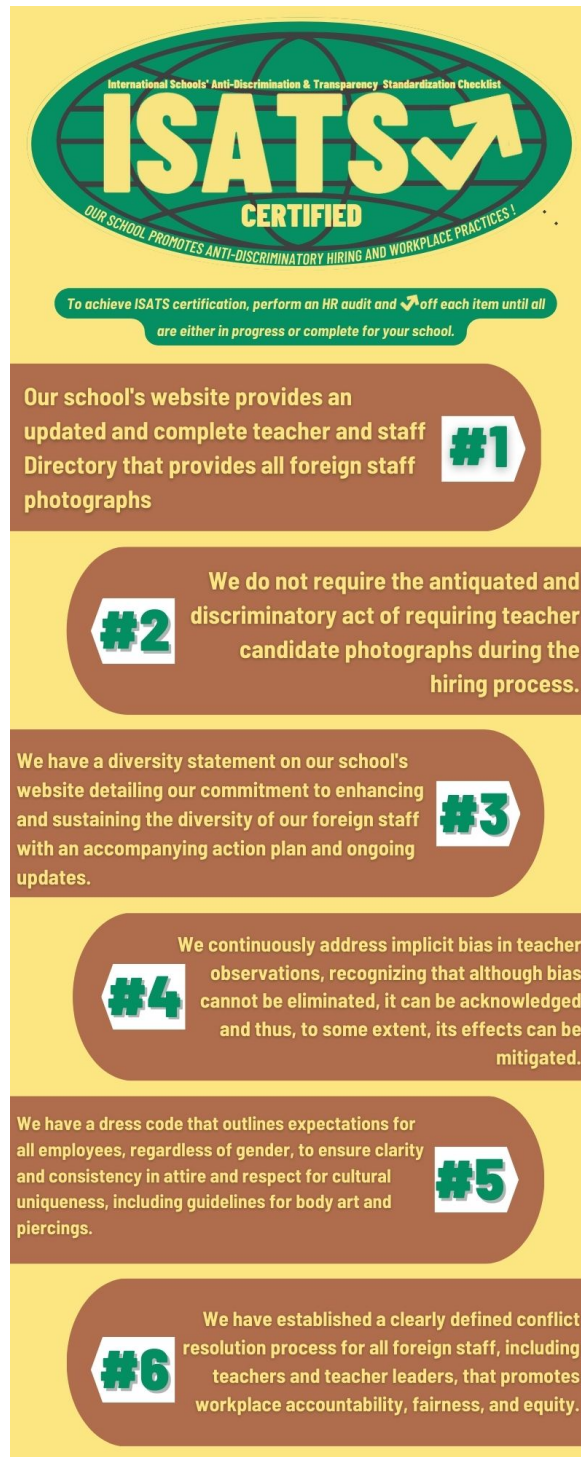 International Schools' Anti-Discrimination & Transparency Standardization Checklist
ISATS
CERTIFIED
OUR SCHOOL PROMOTES ANTI-DISCRIMINATORY HIRING AND WORKPLACE PRACTICES !
To achieve ISATS certification, perform an HR audit and off each item until all
are either in progress or complete for your school.
Our school's website provides an
updated and complete teacher and staff
Directory that provides all foreign staff
photographs
#1
#2
We do not require the antiquated and
discriminatory act of requiring teacher
candidate photographs during the
hiring process.
We have a diversity statement on our school's
website detailing our commitment to enhancing
and sustaining the diversity of our foreign staff
with an accompanying action plan and ongoing
updates.
#3
#4
We continuously address implicit bias in teacher
observations, recognizing that although bias
cannot be eliminated, it can be acknowledged
and thus, to some extent, its effects can be
mitigated.
We have a dress code that outlines expectations for
all employees, regardless of gender, to ensure clarity
and consistency in attire and respect for cultural
uniqueness, including guidelines for body art and
piercings.
#5
#6
We have established a clearly defined conflict
resolution process for all foreign staff, including
teachers and teacher leaders, that promotes
workplace accountability, fairness, and equity.